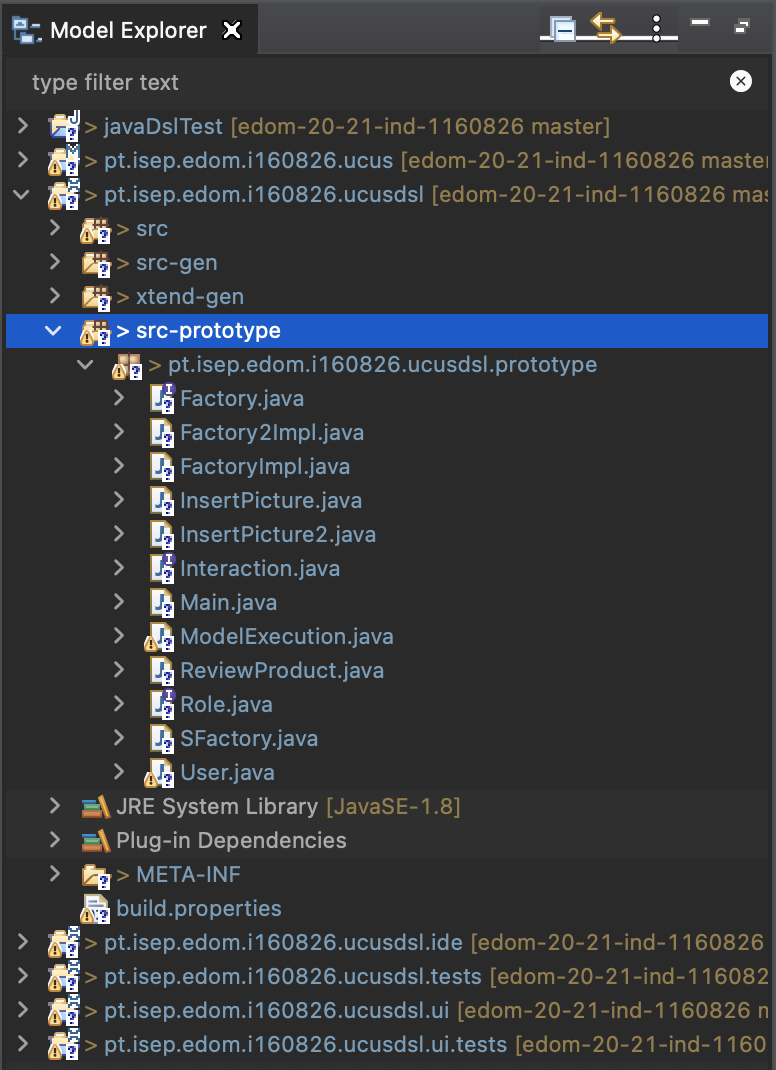 Model Explorer
type filter text
> javaDslTest [edom-20-21-ind-1160826 master]
> pt.isep.edom.i160826.ucus [edom-20-21-ind-1160826 master
> pt.isep.edom.i160826.ucusdsl [edom-20-21-ind-1160826 mas
> src
> src-gen
> xtend-gen
> src-prototype
> pt.isep.edom.i160826.ucusdsl.prototype
Factory.java
Factory2Impl.java
FactoryImpl.java
InsertPicture.java
InsertPicture2.java
Interaction.java
Main.java
ModelExecution.java
ReviewProduct.java
Role.java
SFactory.java
User.java
JRE System Library [JavaSE-1.8]
Plug-in Dependencies
> META-INF
build.properties
> pt.isep.edom.i160826.ucusdsl.ide [edom-20-21-ind-1160826
> pt.isep.edom.i160826.ucusdsl.tests [edom-20-21-ind-116082
> pt.isep.edom.i160826.ucusdsl.ui [edom-20-21-ind-1160826 m
> pt.isep.edom.i160826.ucusdsl.ui.tests [edom-20-21-ind-1160